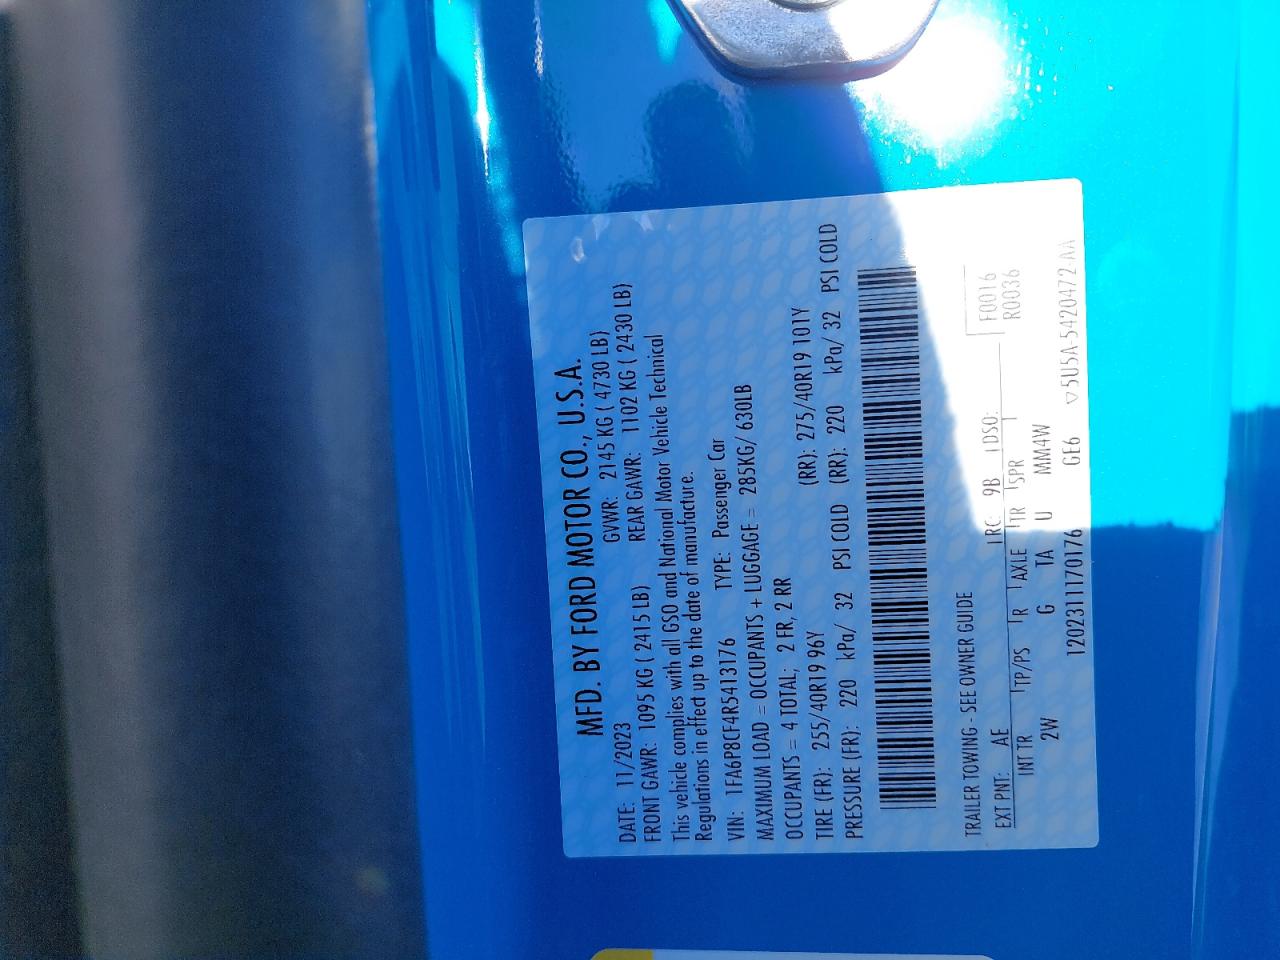 MFD. BY FORD MOTOR CO., U.S.A.
DATE: 11/2023 GVWR: 2145 KG ( 4730 LB)
FRONT GAWR: 1095 KG ( 2415 LB) REAR GAWR: 1102 KG ( 2430 LB)
This vehicle complies with all GSO and National Motor Vehicle Technical
Regulations in effect up to the date of manufacture.
VIN: 1FA6P8CF4R5413176 TYPE: Passenger Car
MAXIMUM LOAD = OCCUPANTS + LUGGAGE = 285KG/ 630LB
OCCUPANTS = 4 TOTAL; 2 FR, 2 RR
TIRE (FR): 255/40R19 96Y (RR): 275/40R19 101Y
PRESSURE (FR): 220 kPa/ 32 PSI COLD (RR): 220 kPa/ 32 PSI COLD
TRAILER TOWING - SEE OWNER GUIDE
F0016
EXT PNT: AE RC: 9B DSO: R0036
INT TR TP/PS R AXLE TR SPR
2W G TA U MM4W
12023111170176 GE6 ▽5U5A-5420472-AA